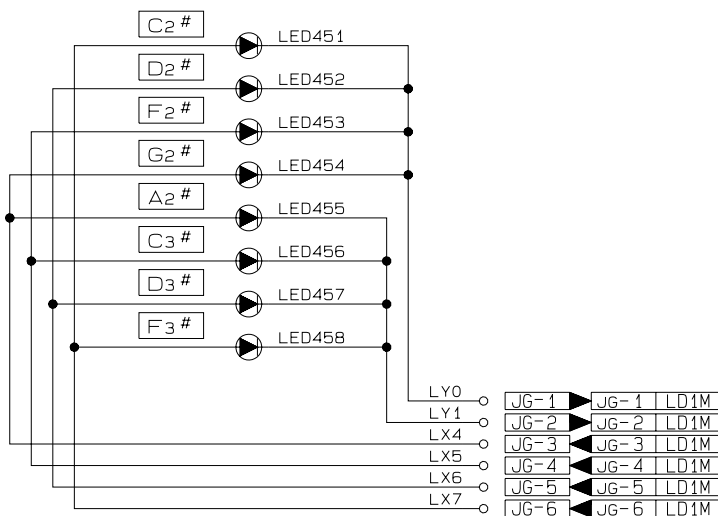 C2#
LED451
D2#
LED452
F2#
LED453
G2#
LED454
A2#
LED455
C3#
LED456
D3#
LED457
F3#
LED458
LY0 JG-1 JG-1 LD1M
LY1 JG-2 JG-2 LD1M
LX4 JG-3 JG-3 LD1M
LX5 JG-4 JG-4 LD1M
LX6 JG-5 JG-5 LD1M
LX7 JG-6 JG-6 LD1M